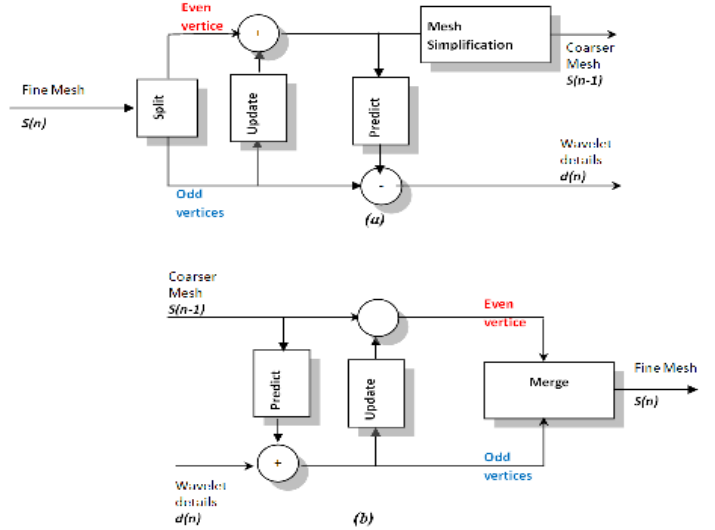 Even
vertice
+
Mesh
Simplification
Coarser
Mesh
S(n-1)
Fine Mesh
S(n)
Split
Update
Predict
Wavelet
details
d(n)
Odd
vertices
-
(a)
Coarser
Mesh
S(n-1)
Even
vertice
Predict
Update
Merge
Fine Mesh
S(n)
+
Odd
vertices
Wavelet
details
d(n)
(b)